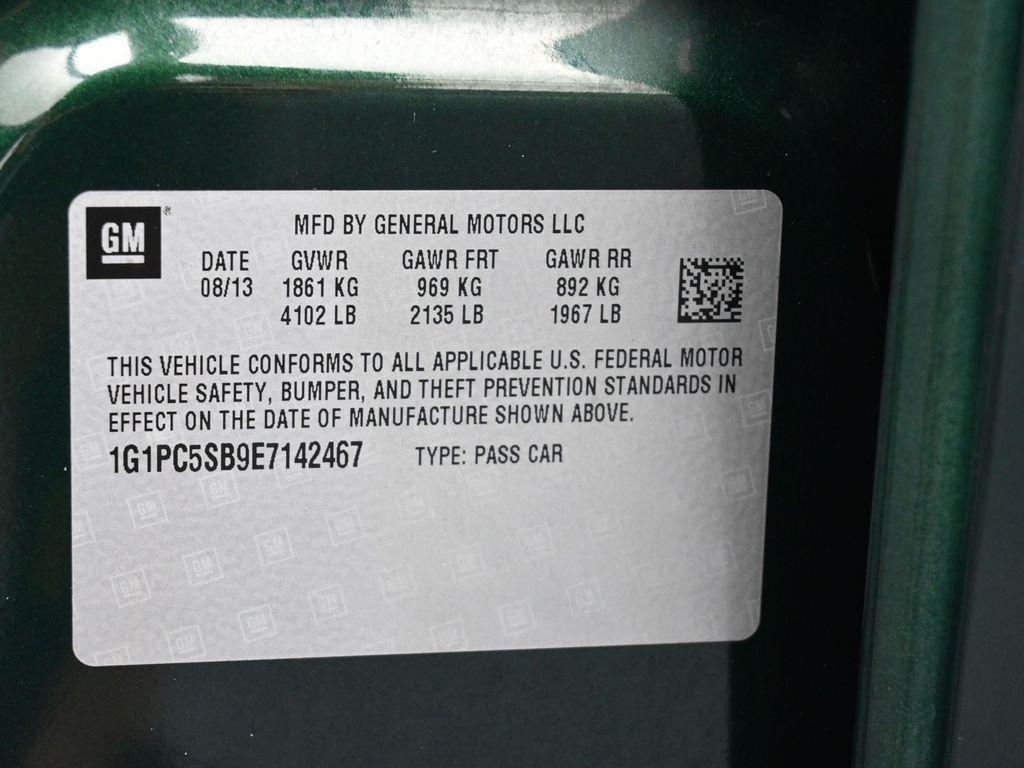 GM®
MFD BY GENERAL MOTORS LLC
DATE GVWR GAWR FRT GAWR RR
08/13 1861 KG 969 KG 892 KG
4102 LB 2135 LB 1967 LB
THIS VEHICLE CONFORMS TO ALL APPLICABLE U.S. FEDERAL MOTOR
VEHICLE SAFETY, BUMPER, AND THEFT PREVENTION STANDARDS IN
EFFECT ON THE DATE OF MANUFACTURE SHOWN ABOVE.
1G1PC5SB9E7142467 TYPE: PASS CAR